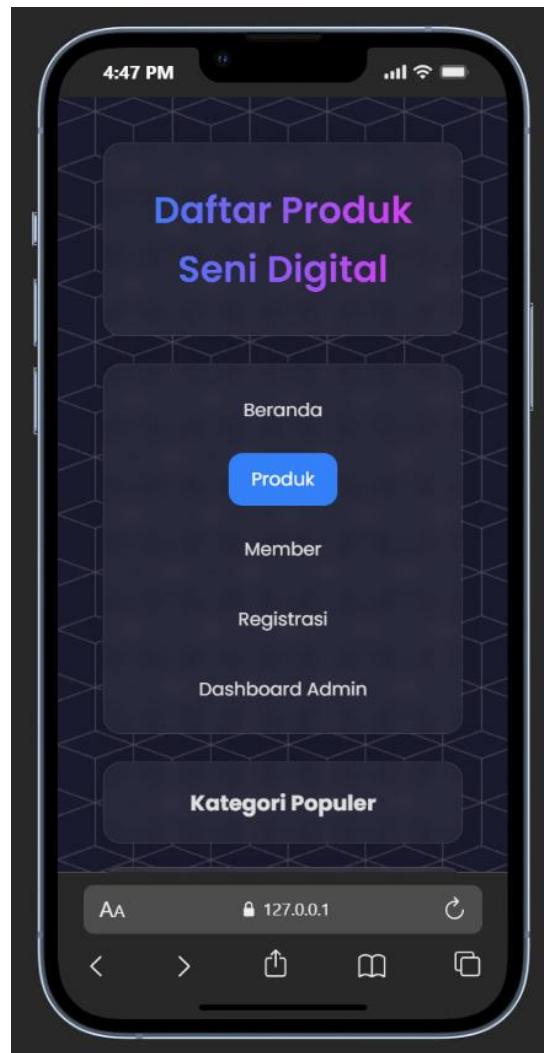 4:47 PM
Daftar Produk
Seni Digital
Beranda
Produk
Member
Registrasi
Dashboard Admin
Kategori Populer
AA
127.0.0.1